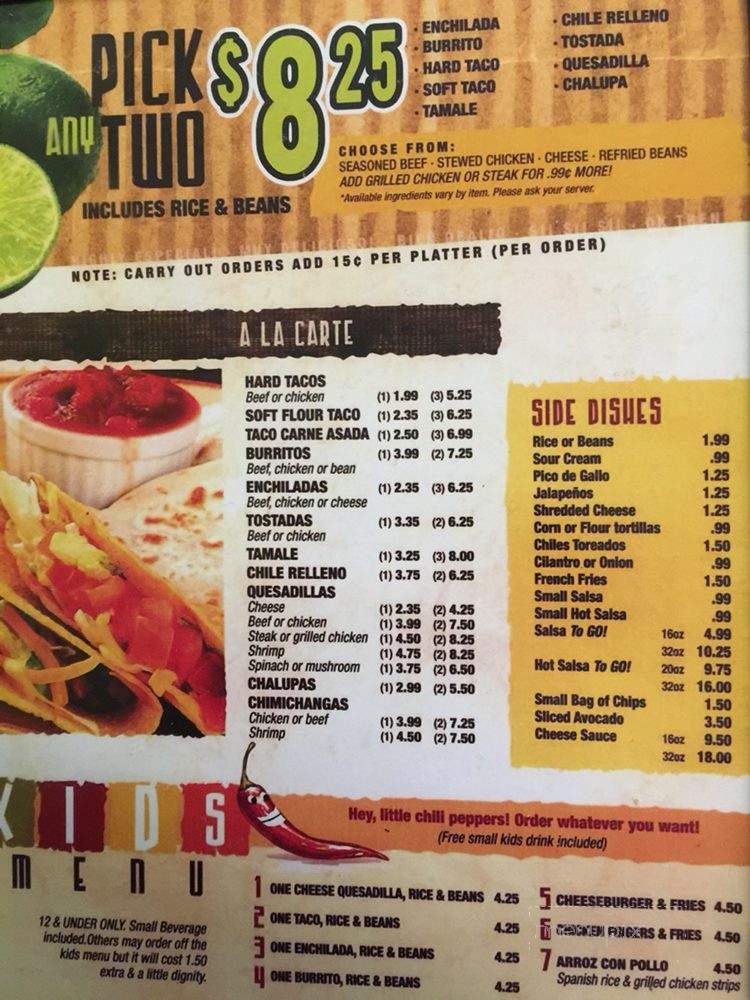 PICK
ANY TWO
$8.25
INCLUDES RICE & BEANS
· ENCHILADA
· BURRITO
· HARD TACO
· SOFT TACO
· TAMALE
· CHILE RELLENO
· TOSTADA
· QUESADILLA
· CHALUPA
CHOOSE FROM:
SEASONED BEEF · STEWED CHICKEN · CHEESE · REFRIED BEANS
ADD GRILLED CHICKEN OR STEAK FOR .99¢ MORE!
*Available ingredients vary by item. Please ask your server.
NOTE: CARRY OUT ORDERS ADD 15¢ PER PLATTER (PER ORDER)
A LA CARTE
HARD TACOS
Beef or chicken (1) 1.99 (3) 5.25
SOFT FLOUR TACO (1) 2.35 (3) 6.25
TACO CARNE ASADA (1) 2.50 (3) 6.99
BURRITOS (1) 3.99 (2) 7.25
Beef, chicken or bean
ENCHILADAS (1) 2.35 (3) 6.25
Beef, chicken or cheese
TOSTADAS (1) 3.35 (2) 6.25
Beef or chicken
TAMALE (1) 3.25 (3) 8.00
CHILE RELLENO (1) 3.75 (2) 6.25
QUESADILLAS
Cheese (1) 2.35 (2) 4.25
Beef or chicken (1) 3.99 (2) 7.50
Steak or grilled chicken (1) 4.50 (2) 8.25
Shrimp (1) 4.75 (2) 8.25
Spinach or mushroom (1) 3.75 (2) 6.50
CHALUPAS (1) 2.99 (2) 5.50
CHIMICHANGAS
Chicken or beef (1) 3.99 (2) 7.25
Shrimp (1) 4.50 (2) 7.50
SIDE DISHES
Rice or Beans 1.99
Sour Cream .99
Pico de Gallo 1.25
Jalapeños 1.25
Shredded Cheese 1.25
Corn or Flour tortillas .99
Chiles Toreados 1.50
Cilantro or Onion .99
French Fries 1.50
Small Salsa .99
Small Hot Salsa .99
Salsa To GO! 16oz 4.99
32oz 10.25
Hot Salsa To GO! 20oz 9.75
32oz 16.00
Small Bag of Chips 1.50
Sliced Avocado 3.50
Cheese Sauce 16oz 9.50
32oz 18.00
KIDS
MENU
12 & UNDER ONLY. Small Beverage
included.Others may order off the
kids menu but it will cost 1.50
extra & a little dignity.
Hey, little chili peppers! Order whatever you want!
(Free small kids drink included)
1 ONE CHEESE QUESADILLA, RICE & BEANS 4.25
2 ONE TACO, RICE & BEANS 4.25
3 ONE ENCHILADA, RICE & BEANS 4.25
4 ONE BURRITO, RICE & BEANS 4.25
5 CHEESEBURGER & FRIES 4.50
6 CHICKEN FINGERS & FRIES 4.50
7 ARROZ CON POLLO 4.50
Spanish rice & grilled chicken strips